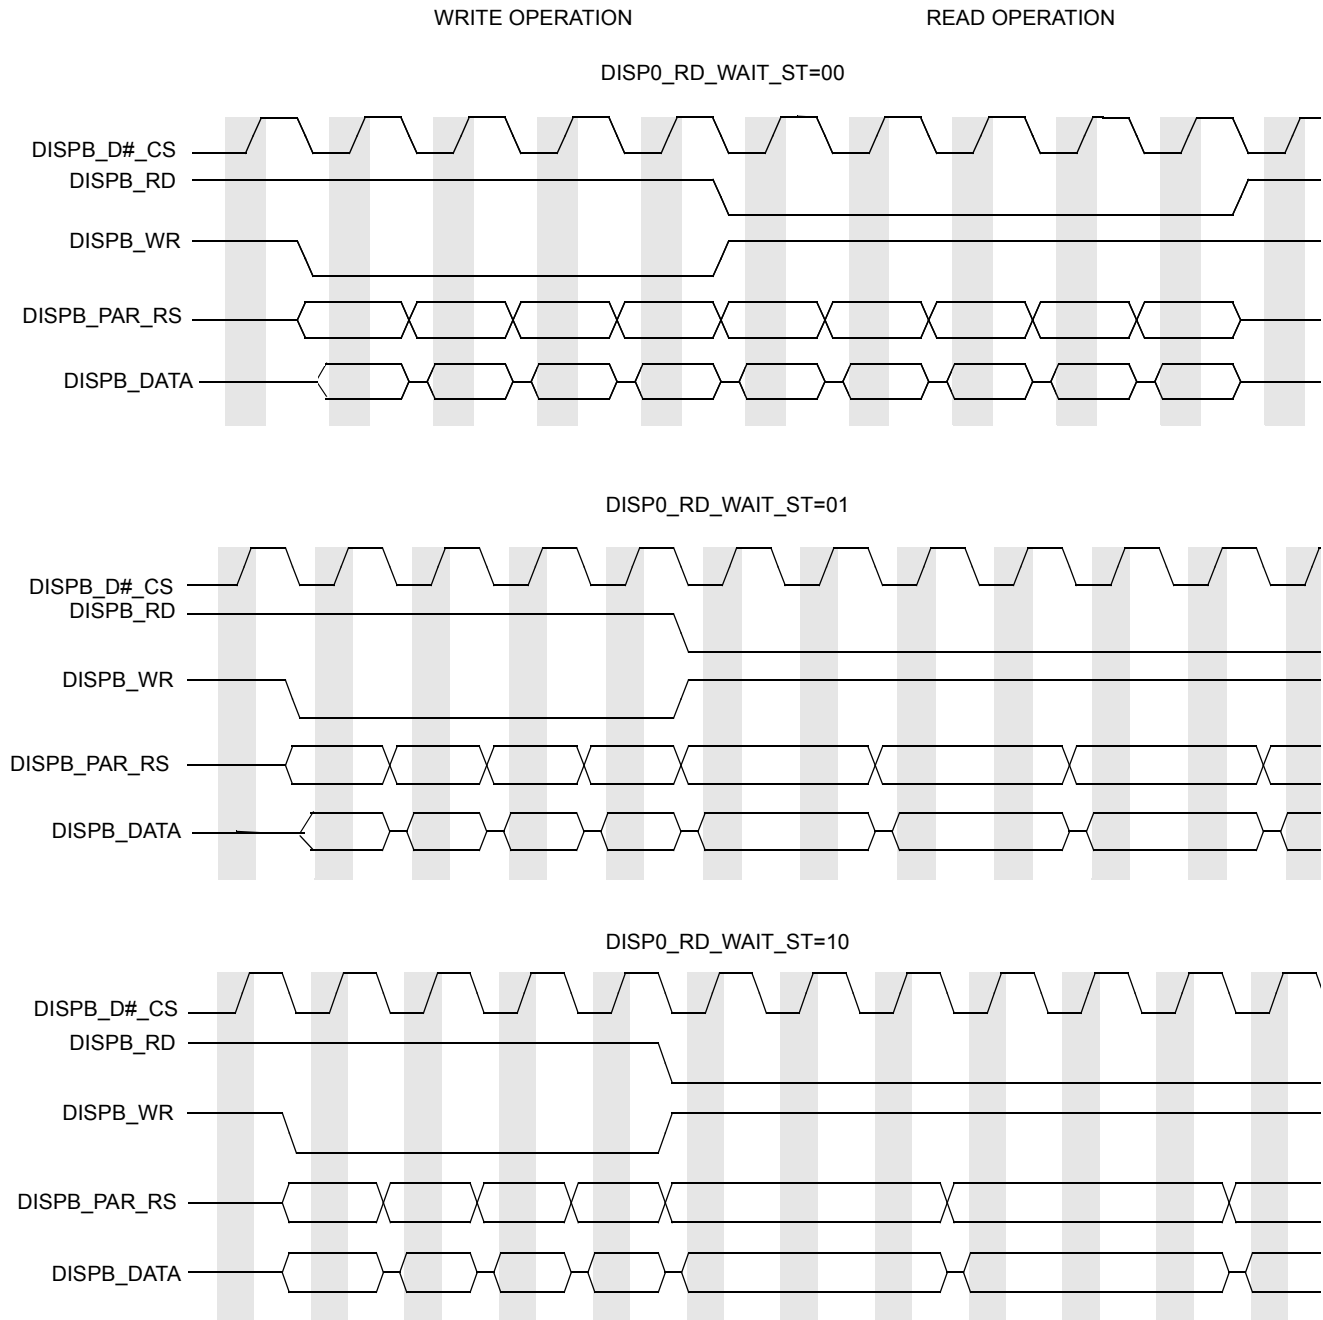 WRITE OPERATION
READ OPERATION
DISP0_RD_WAIT_ST=00
DISPB_D#_CS
DISPB_RD
DISPB_WR
DISPB_PAR_RS
DISPB_DATA
DISP0_RD_WAIT_ST=01
DISPB_D#_CS
DISPB_RD
DISPB_WR
DISPB_PAR_RS
DISPB_DATA
DISP0_RD_WAIT_ST=10
DISPB_D#_CS
DISPB_RD
DISPB_WR
DISPB_PAR_RS
DISPB_DATA